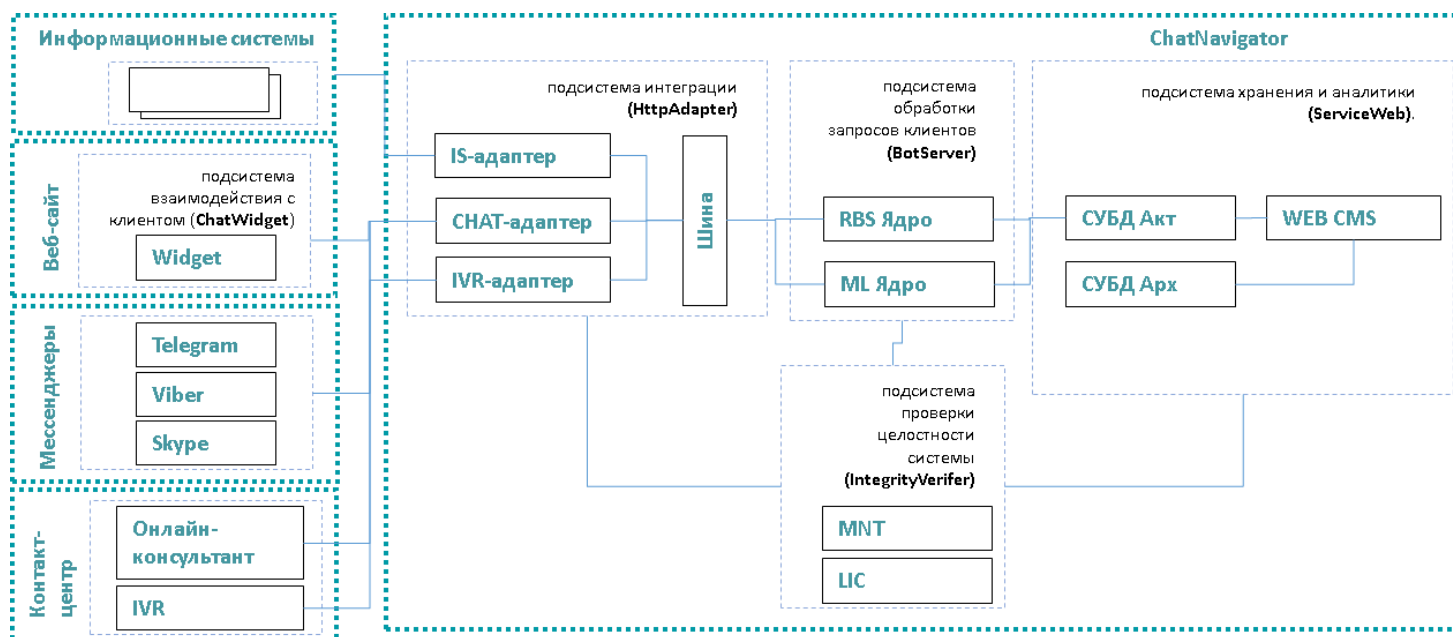 Информационные системы
ChatNavigator
Веб-сайт
подсистема
взаимодействия с
клиентом (ChatWidget)
Widget
Мессенджеры
Telegram
Viber
Skype
Контакт-
центр
Онлайн-
консультант
IVR
подсистема интеграции
(HttpAdapter)
IS-адаптер
CHAT-адаптер
IVR-адаптер
Шина
подсистема
обработки
запросов клиентов
(BotServer)
RBS Ядро
ML Ядро
подсистема хранения и аналитики
(ServiceWeb).
СУБД Акт
WEB CMS
СУБД Арх
подсистема
проверки
целостности
системы
(IntegrityVerifer)
MNT
LIC